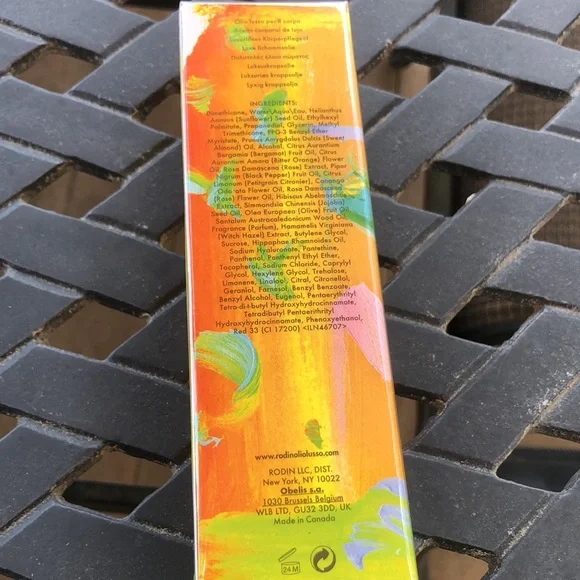 Olio lusso per il corpo
Luxe lichaamsolie
Lyxig kroppsolja
INGREDIENTS:
Dimethicone, Water\Aqua\Eau, Helianthus
Annuus (Sunflower) Seed Oil, Ethylhexyl
Palmitate, Propanediol, Glycerin, Methyl
Trimethicone, PPG-3 Benzyl Ether
Myristate, Prunus Amygdalus Dulcis (Sweet
Almond) Oil, Alcohol, Citrus Aurantium
Bergamia (Bergamot) Fruit Oil, Citrus
Aurantium Amara (Bitter Orange) Flower
Oil, Rosa Damascena (Rose) Extract, Piper
Nigrum (Black Pepper) Fruit Oil, Citrus
Limonum (Petitgrain Citronier), Cananga
Odorata Flower Oil, Rosa Damascena
(Rose) Flower Oil, Hibiscus Abelmoschus
Extract, Simmondsia Chinensis (Jojoba)
Seed Oil, Olea Europaea (Olive) Fruit Oil
Santalum Austrocaledonicum Wood Oil,
Fragrance (Parfum), Hamamelis Virginiana
(Witch Hazel) Extract, Butylene Glycol,
Sucrose, Hippophae Rhamnoides Oil,
Sodium Hyaluronate, Pantethine,
Panthenol, Panthenyl Ethyl Ether,
Tocopherol, Sodium Chloride, Caprylyl
Glycol, Hexylene Glycol, Trehalose,
Limonene, Linalool, Citral, Citronellol,
Geraniol, Farnesol, Benzyl Benzoate,
Benzyl Alcohol, Eugenol, Pentaerythrityl
Tetra-di-t-butyl Hydroxyhydrocinnamate,
Tetradibutyl Pentaerithrityl
Hydroxyhydrocinnamate, Phenoxyethanol,
Red 33 (CI 17200) <ILN46707>
www.rodinoliolusso.com
RODIN LLC, DIST.
New York, NY 10022
Obelis s.a.
1030 Brussels Belgium
WLB LTD, GU32 3DD, UK
Made in Canada
24 M